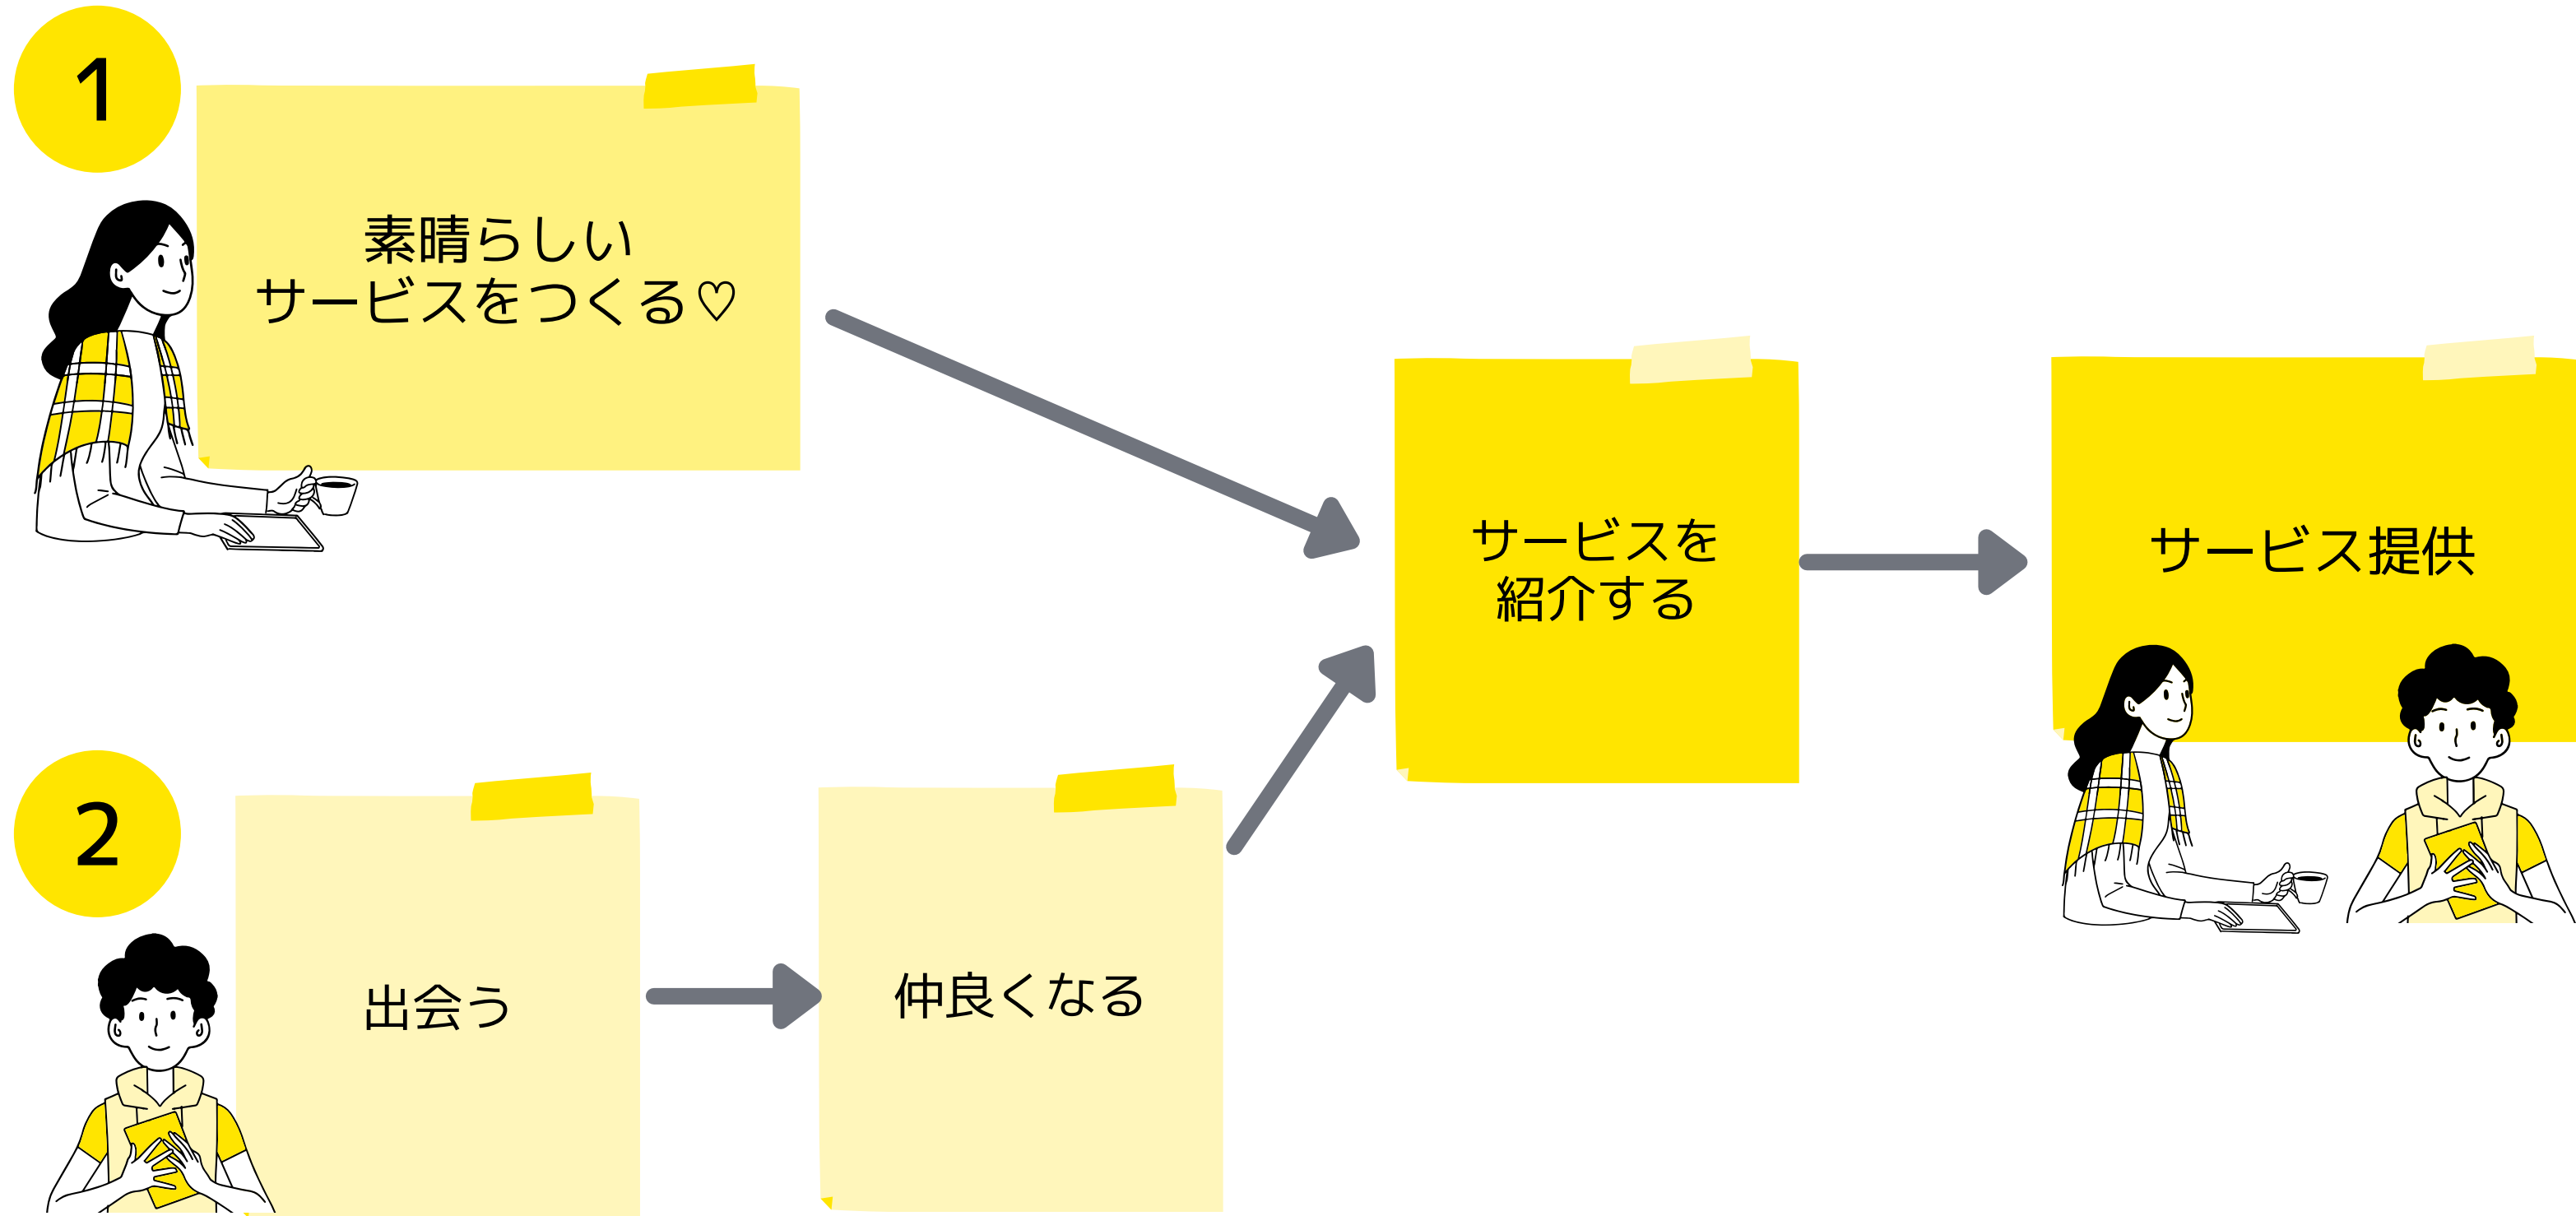 1
素晴らしい
サービスをつくる♡
サービスを
紹介する
サービス提供
2
出会う
仲良くなる